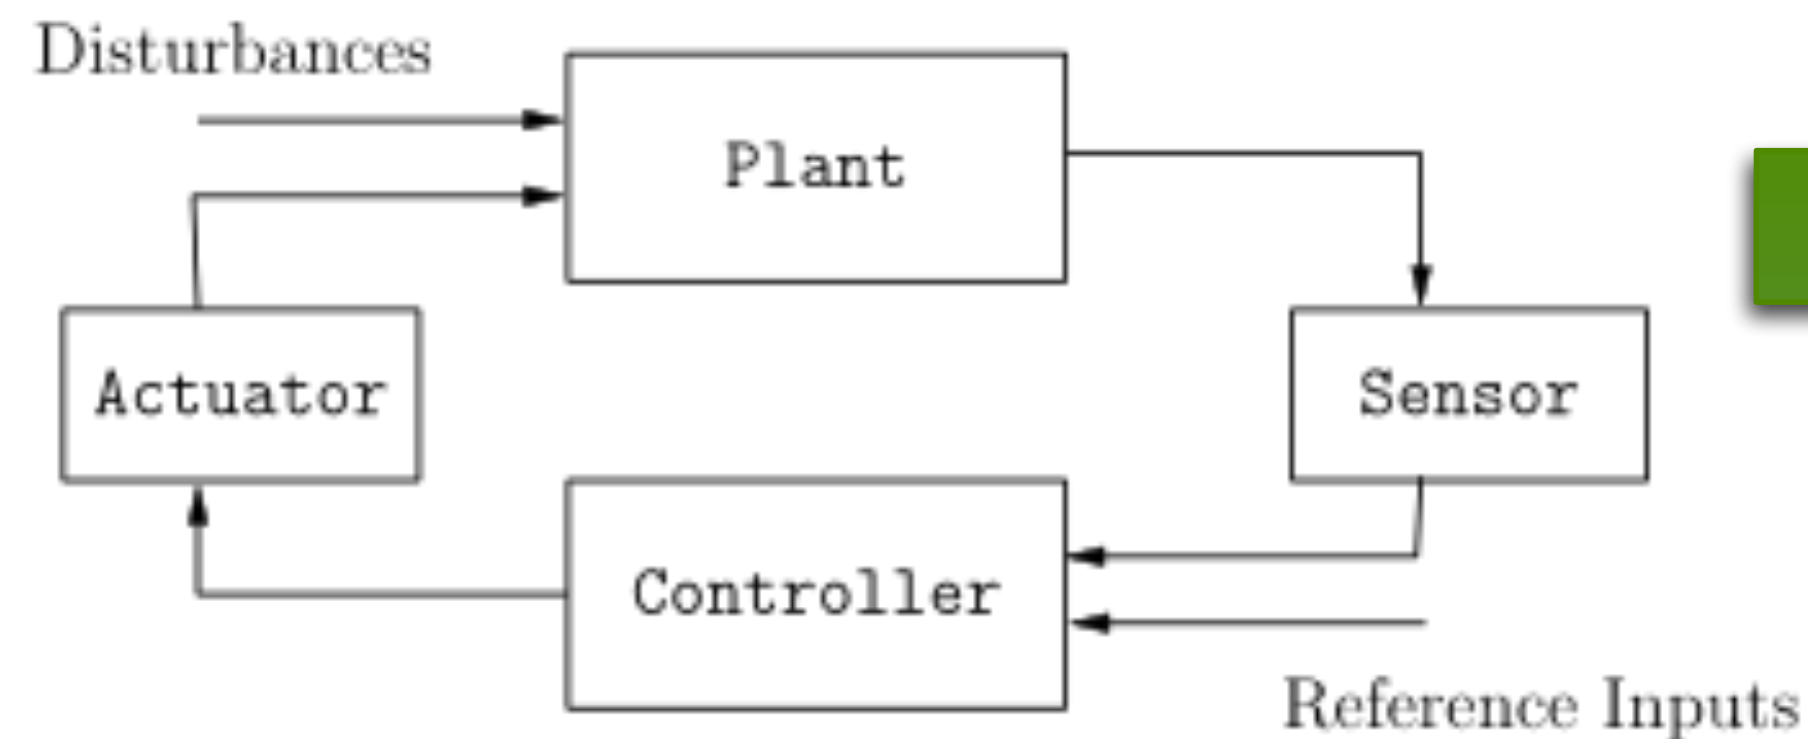 Disturbances
Plant
Actuator
Sensor
Controller
Reference Inputs